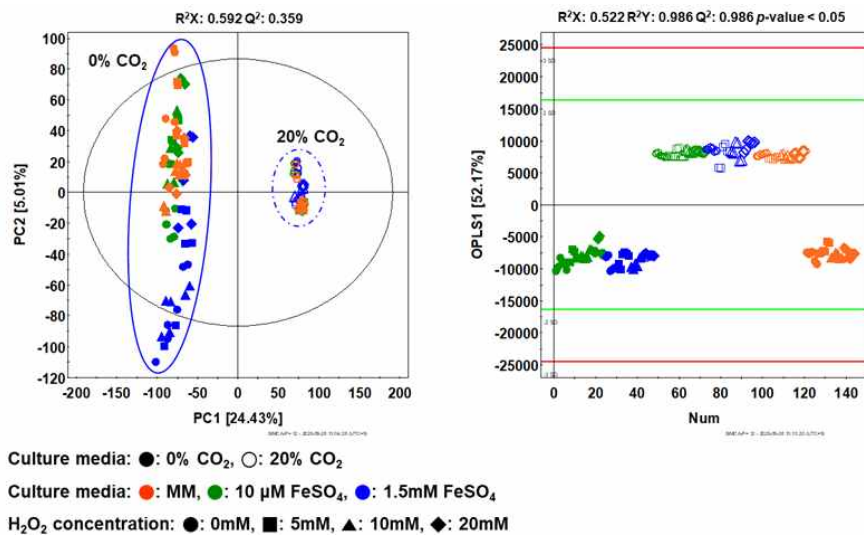 R²X: 0.592 Q²: 0.359
100
80
60
40
20
0
-20
-40
-60
-80
-100
-120
PC2 [5.01%]
0% CO₂
20% CO₂
-200 -150 -100 -50 0 50 100 150 200
PC1 [24.43%]
R²X: 0.522 R²Y: 0.986 Q²: 0.986 p-value < 0.05
25000
20000
15000
10000
5000
0
-5000
-10000
-15000
-20000
-25000
OPLS1 [52.17%]
0 20 40 60 80 100 120 140
Num
Culture media: ●: 0% CO₂, ○: 20% CO₂
Culture media: ●: MM, ●: 10 µM FeSO₄, ●: 1.5mM FeSO₄
H₂O₂ concentration: ●: 0mM, ■: 5mM, ▲: 10mM, ◆: 20mM